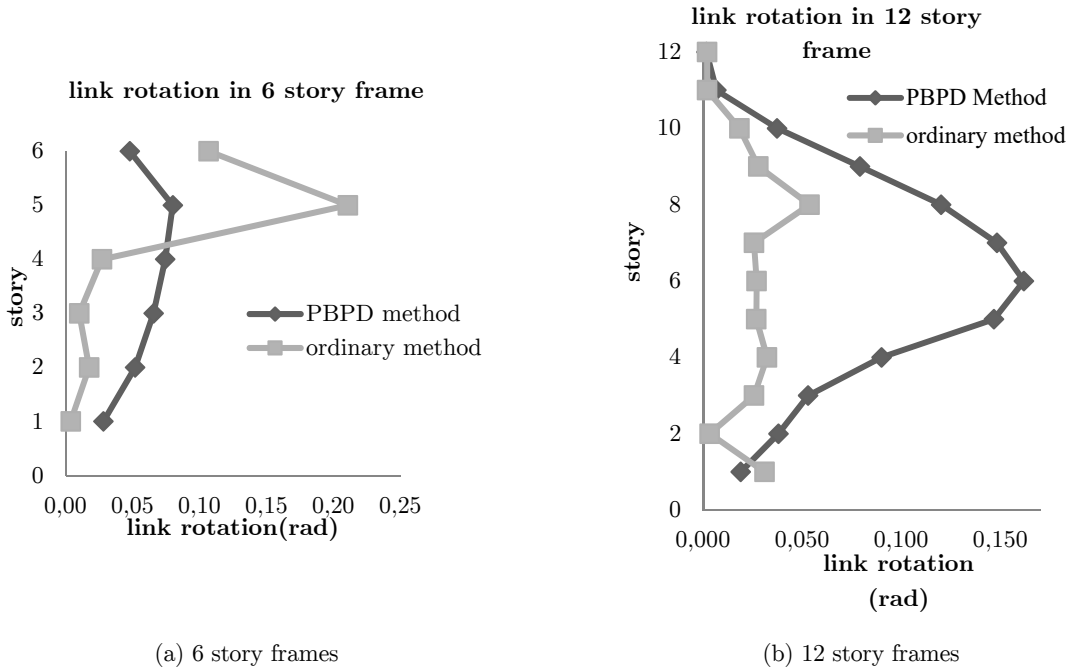 link rotation in 6 story frame
6
5
4
3
2
1
0
story
PBPD method
ordinary method
0,00 0,05 0,10 0,15 0,20 0,25
link rotation(rad)
(a) 6 story frames
link rotation in 12 story
frame
12
10
8
6
4
2
0
story
PBPD Method
ordinary method
0,000 0,050 0,100 0,150
link rotation
(rad)
(b) 12 story frames